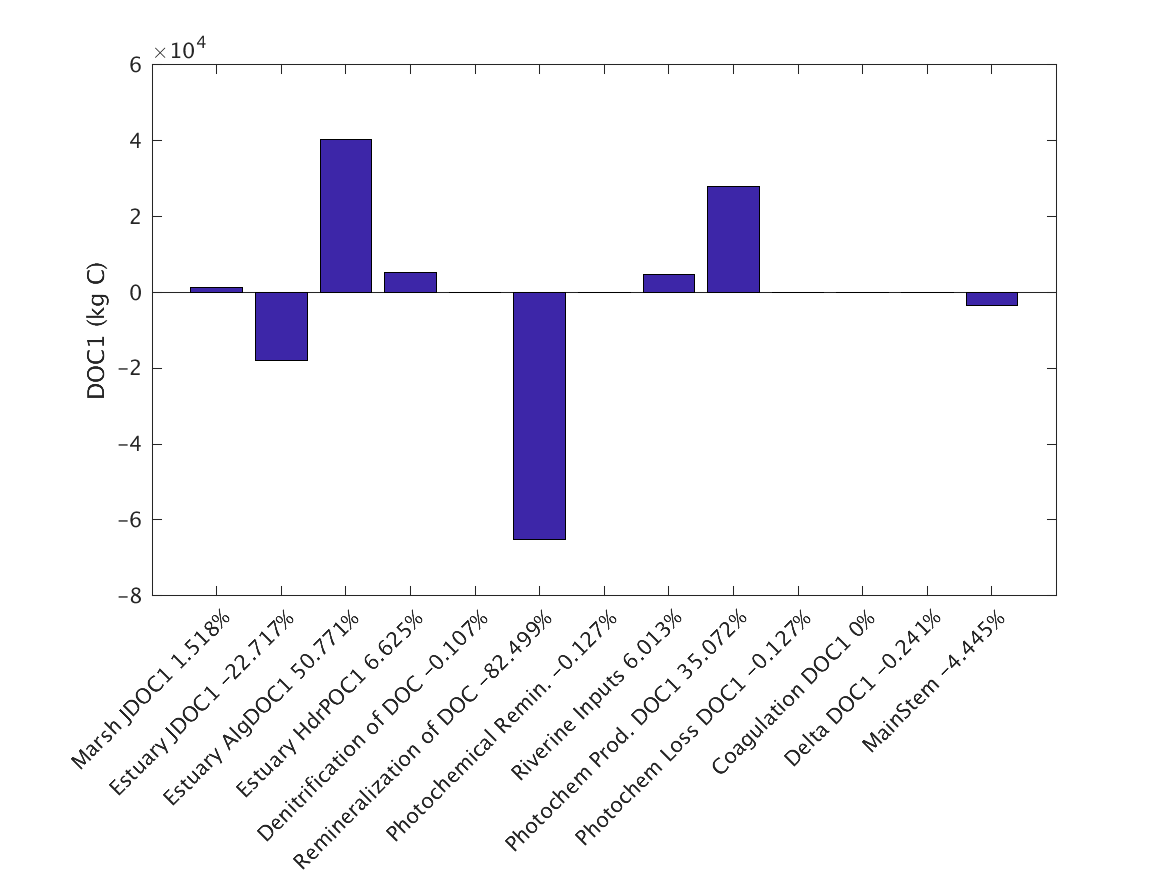 ×10⁴
6
4
2
0
−2
−4
−6
−8
DOC1 (kg C)
Marsh JDOC1 1.518%
Estuary JDOC1 −22.717%
Estuary AlgDOC1 50.771%
Estuary HdrPOC1 6.625%
Denitrification of DOC −0.107%
Remineralization of DOC −82.499%
Photochemical Remin. −0.127%
Riverine Inputs 6.013%
Photochem Prod. DOC1 35.072%
Photochem Loss DOC1 −0.127%
Coagulation DOC1 0%
Delta DOC1 −0.241%
MainStem −4.445%